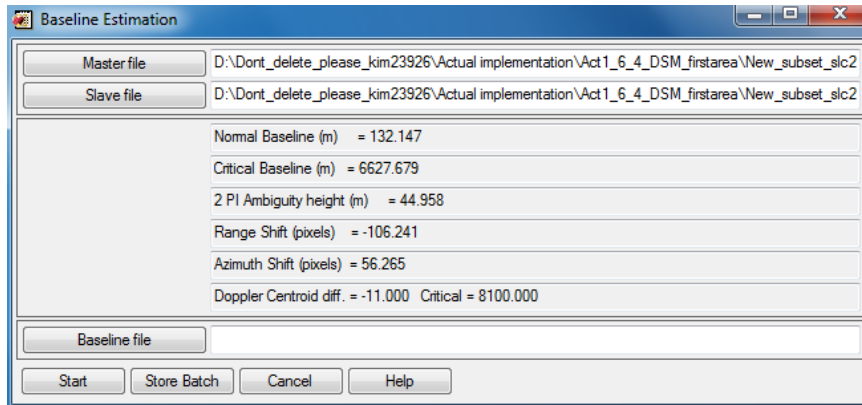 Baseline Estimation
Master file D:\Dont_delete_please_kim23926\Actual implementation\Act1_6_4_DSM_firstarea\New_subset_slc2
Slave file D:\Dont_delete_please_kim23926\Actual implementation\Act1_6_4_DSM_firstarea\New_subset_slc2
Normal Baseline (m) = 132.147
Critical Baseline (m) = 6627.679
2 PI Ambiguity height (m) = 44.958
Range Shift (pixels) = -106.241
Azimuth Shift (pixels) = 56.265
Doppler Centroid diff. = -11.000 Critical = 8100.000
Baseline file
Start Store Batch Cancel Help